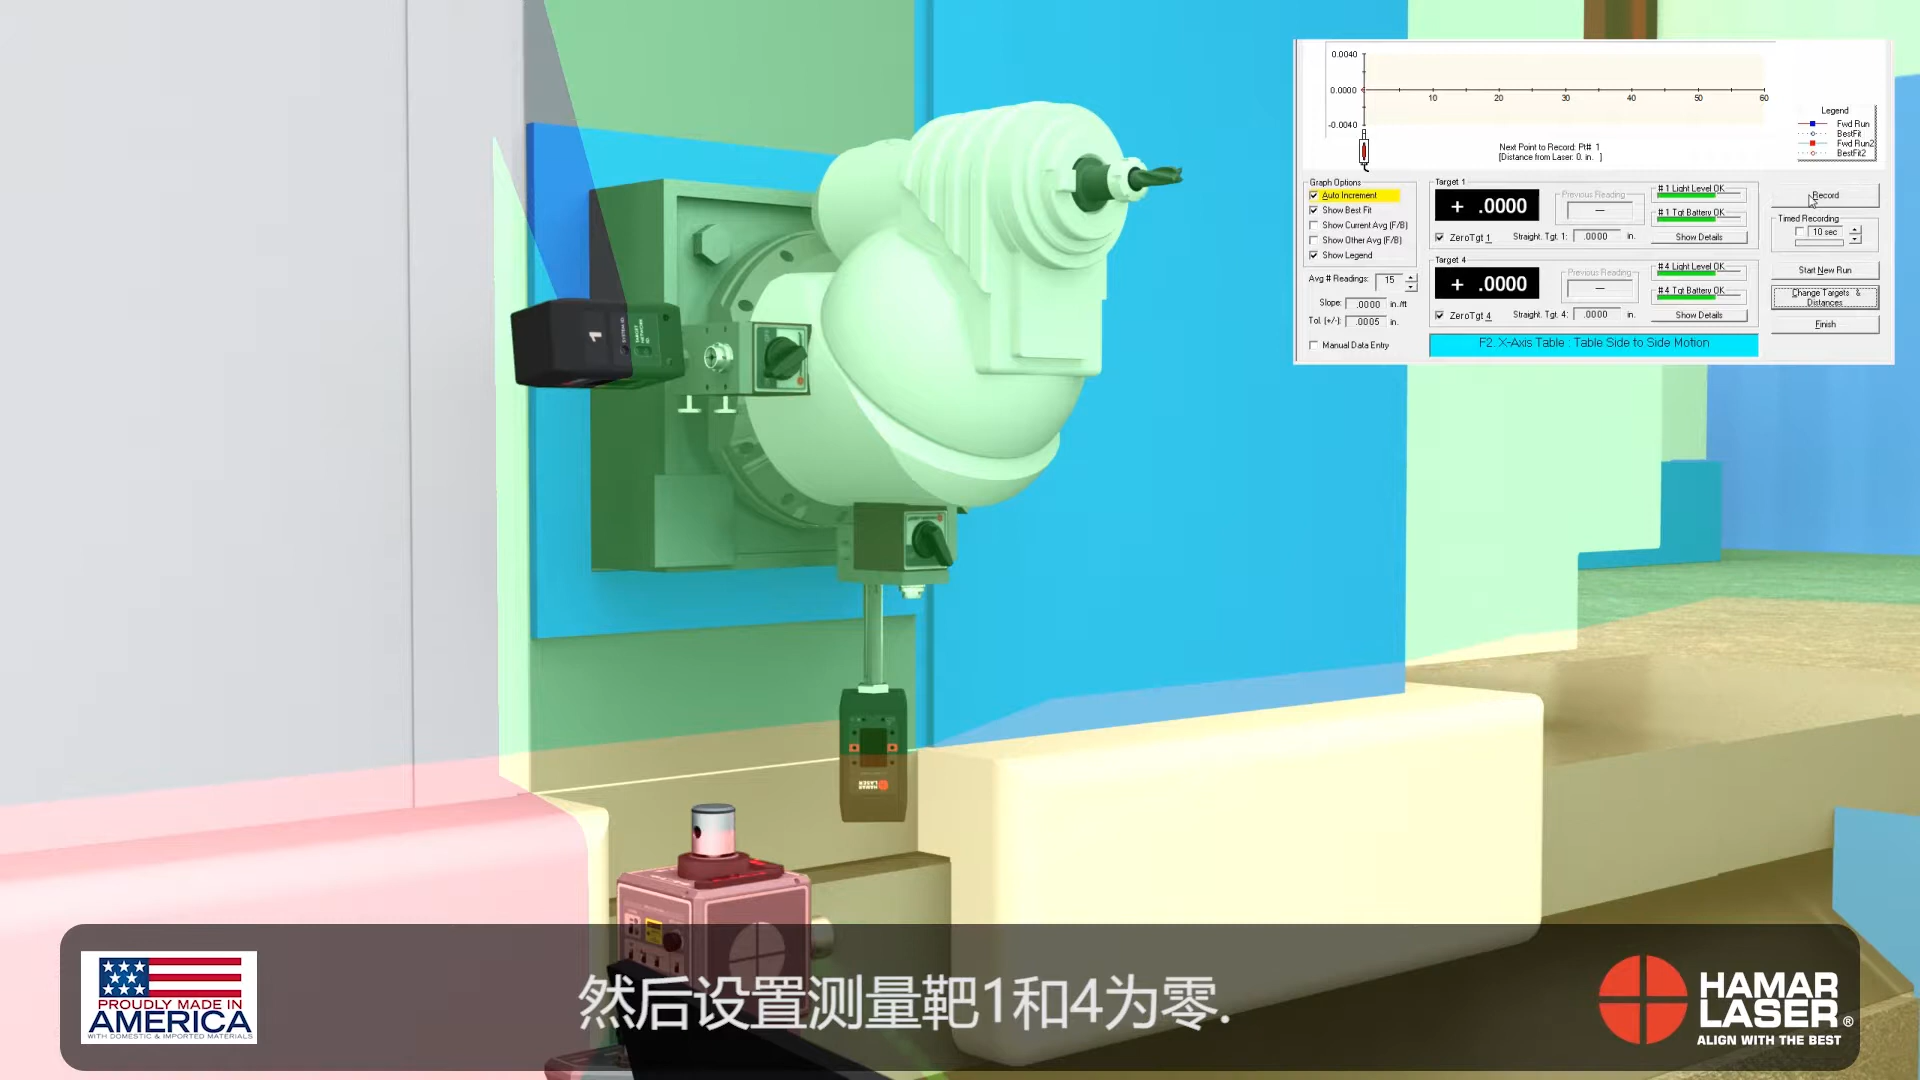 0.0040
0.0000
-0.0040
10 20 30 40 50 60
Next Point to Record: Pt# 1
[Distance from Laser: 0. in. ]
Legend
Fwd Run
BestFit
Fwd Run2
BestFit2
Graph Options
Auto Increment
Show Best Fit
Show Current Avg (F/B)
Show Other Avg (F/B)
Show Legend
Avg # Readings: 15
Slope: .0000 in./ft
Tol. (+/-): .0005 in.
Manual Data Entry
Target 1
+ .0000
Previous Reading
—
# 1 Light Level OK
# 1 Tgt Battery OK
ZeroTgt 1
Straight. Tgt. 1: .0000 in.
Show Details
Target 4
+ .0000
Previous Reading
—
# 4 Light Level OK
# 4 Tgt Battery OK
ZeroTgt 4
Straight. Tgt. 4: .0000 in.
Show Details
F2. X-Axis Table : Table Side to Side Motion
Record
Timed Recording
10 sec
Start New Run
Change Targets &
Distances
Finish
1
HAMAR
LASER
PROUDLY MADE IN
AMERICA
WITH DOMESTIC & IMPORTED MATERIALS
然后设置测量靶1和4为零.
HAMAR
LASER®
ALIGN WITH THE BEST